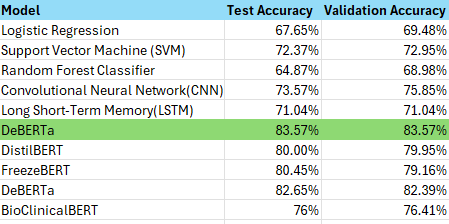 Model Test Accuracy Validation Accuracy
Logistic Regression 67.65% 69.48%
Support Vector Machine (SVM) 72.37% 72.95%
Random Forest Classifier 64.87% 68.98%
Convolutional Neural Network(CNN) 73.57% 75.85%
Long Short-Term Memory(LSTM) 71.04% 71.04%
DeBERTa 83.57% 83.57%
DistilBERT 80.00% 79.95%
FreezeBERT 80.45% 79.16%
DeBERTa 82.65% 82.39%
BioClinicalBERT 76% 76.41%